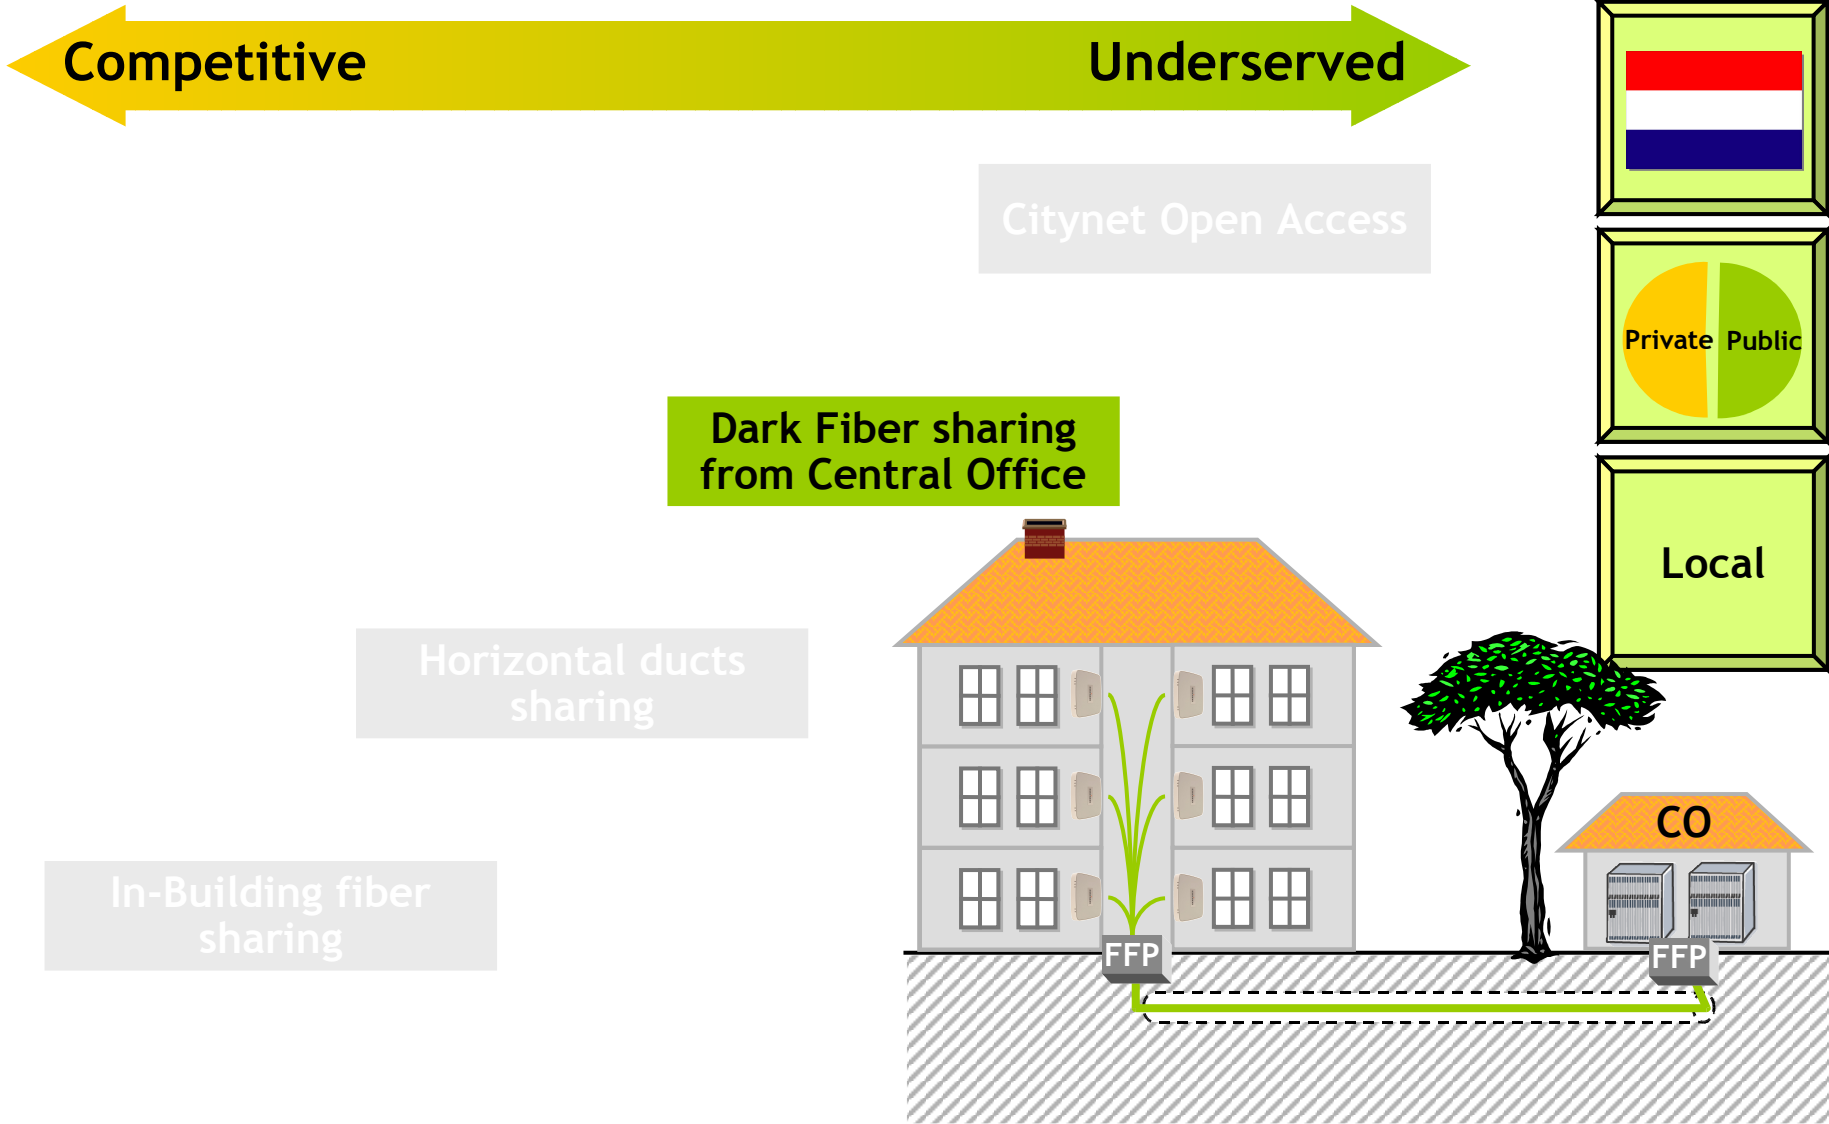 Competitive
Underserved
Citynet Open Access
Private
Public
Dark Fiber sharing
from Central Office
Local
Horizontal ducts
sharing
CO
In-Building fiber
sharing
FFP
FFP